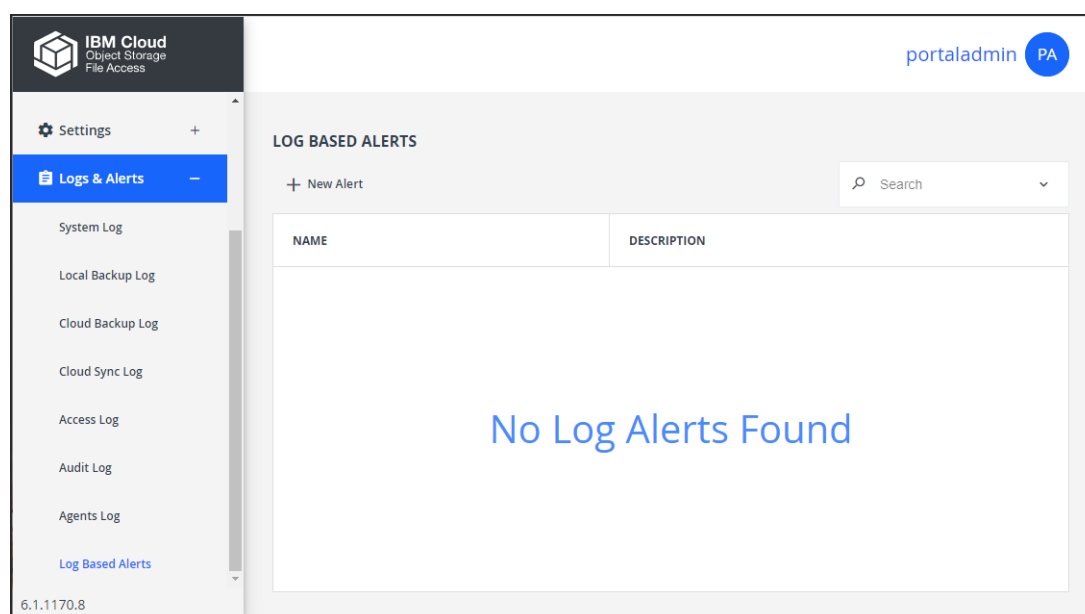 IBM Cloud
Object Storage
File Access
portaladmin PA
Settings
Logs & Alerts
System Log
Local Backup Log
Cloud Backup Log
Cloud Sync Log
Access Log
Audit Log
Agents Log
Log Based Alerts
6.1.1170.8
LOG BASED ALERTS
+ New Alert
Search
NAME DESCRIPTION
No Log Alerts Found